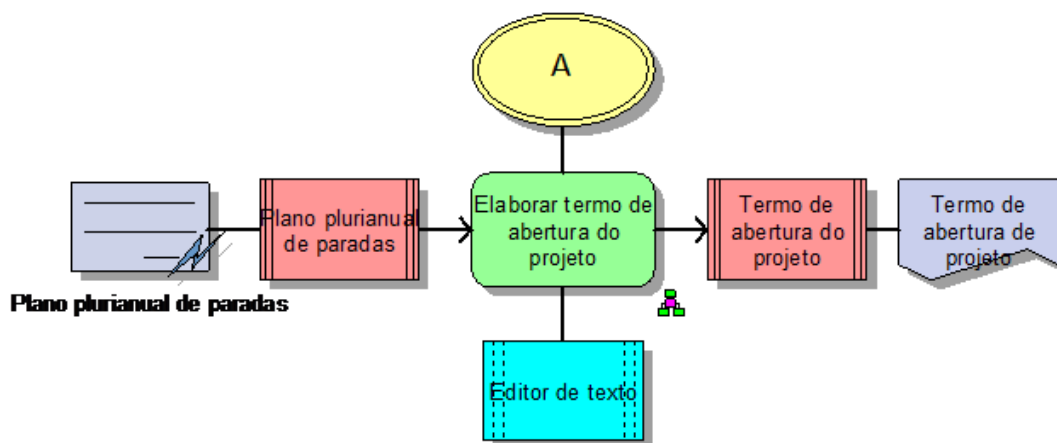 A
Plano plurianual de paradas
Plano plurianual
de paradas
Elaborar termo de
abertura do
projeto
Termo de
abertura do
projeto
Termo de
abertura de
projeto
Editor de texto